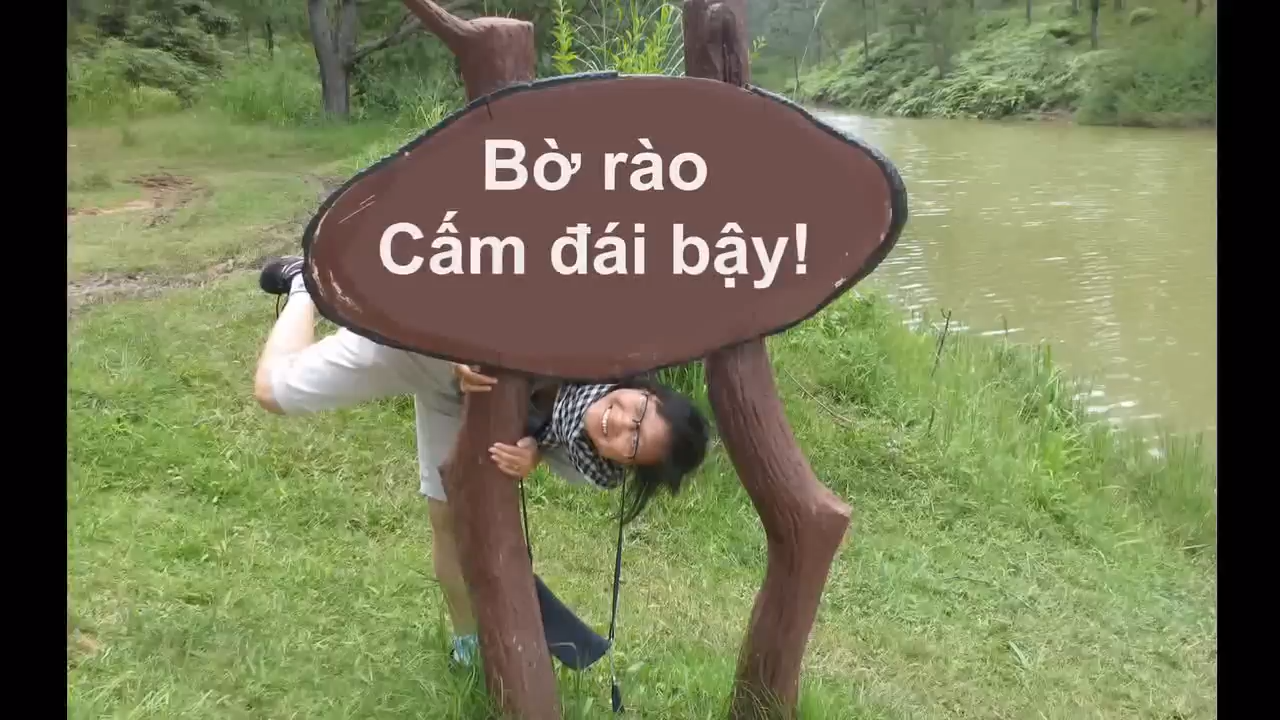 Bờ rào
Cấm đái bậy!